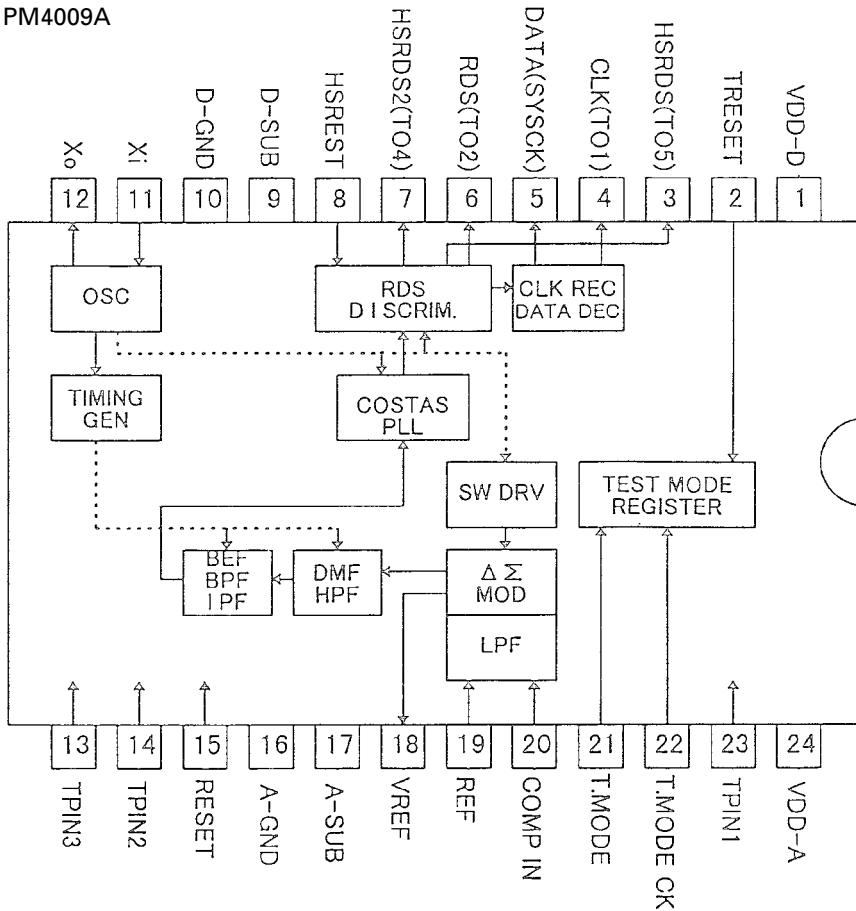 PM4009A
Xo
Xi
D-GND
D-SUB
HSREST
HSRDS2(TO4)
RDS(TO2)
DATA(SYSCK)
CLK(TO1)
HSRDS(TO5)
TRESET
VDD-D
12
11
10
9
8
7
6
5
4
3
2
1
OSC
RDS
DISCRIM.
CLK REC
DATA DEC
TIMING
GEN
COSTAS
PLL
SW DRV
TEST MODE
REGISTER
BEF
BPF
IPF
DMF
HPF
ΔΣ
MOD
LPF
13
14
15
16
17
18
19
20
21
22
23
24
TPIN3
TPIN2
RESET
A-GND
A-SUB
VREF
REF
COMP IN
T.MODE
T.MODE CK
TPIN1
VDD-A